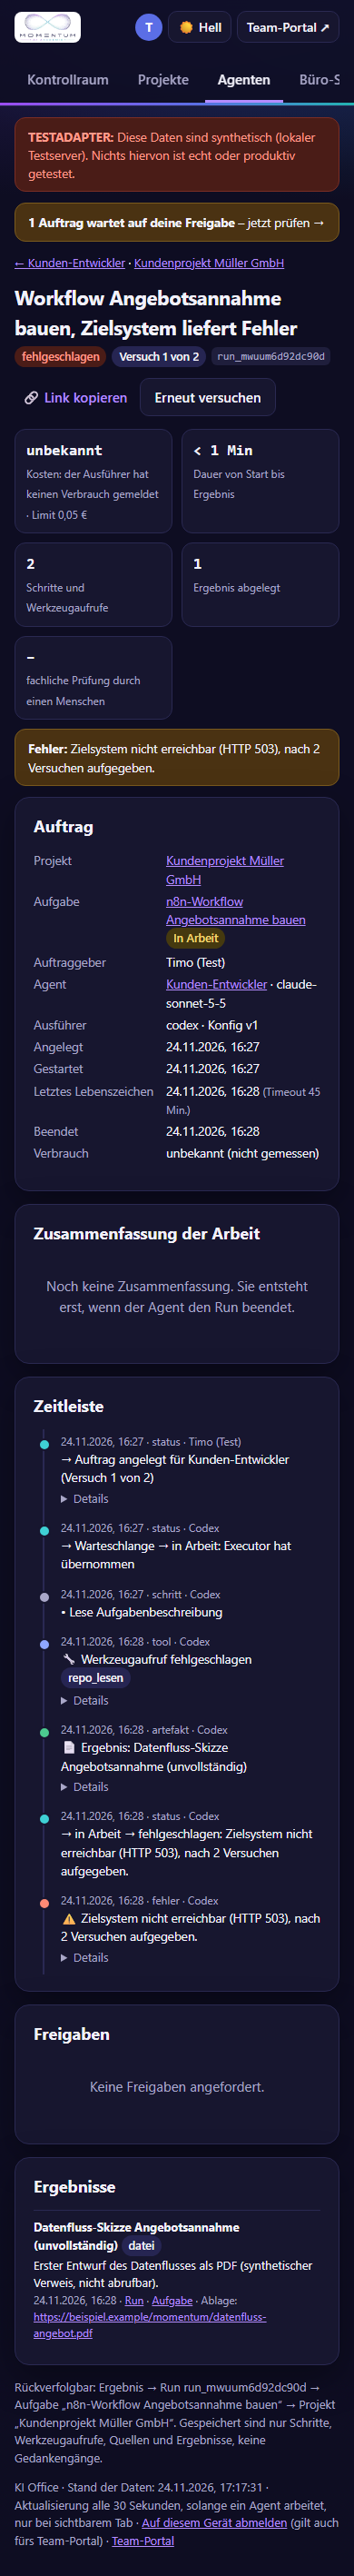 MOMENTUM
T
Hell
Team-Portal ↗
Kontrollraum
Projekte
Agenten
Büro-S
TESTADAPTER: Diese Daten sind synthetisch (lokaler
Testserver). Nichts hiervon ist echt oder produktiv
getestet.
1 Auftrag wartet auf deine Freigabe – jetzt prüfen →
← Kunden-Entwickler · Kundenprojekt Müller GmbH
Workflow Angebotsannahme
bauen, Zielsystem liefert Fehler
fehlgeschlagen Versuch 1 von 2 run_mwuum6d92dc90d
Link kopieren Erneut versuchen
unbekannt
Kosten: der Ausführer hat
keinen Verbrauch gemeldet
· Limit 0,05 €
< 1 Min
Dauer von Start bis
Ergebnis
2
Schritte und
Werkzeugaufrufe
1
Ergebnis abgelegt
–
fachliche Prüfung durch
einen Menschen
Fehler: Zielsystem nicht erreichbar (HTTP 503), nach 2
Versuchen aufgegeben.
Auftrag
Projekt Kundenprojekt Müller
GmbH
Aufgabe n8n-Workflow
Angebotsannahme bauen
In Arbeit
Auftraggeber Timo (Test)
Agent Kunden-Entwickler · claude-
sonnet-5-5
Ausführer codex · Konfig v1
Angelegt 24.11.2026, 16:27
Gestartet 24.11.2026, 16:27
Letztes Lebenszeichen 24.11.2026, 16:28 (Timeout 45
Min.)
Beendet 24.11.2026, 16:28
Verbrauch unbekannt (nicht gemessen)
Zusammenfassung der Arbeit
Noch keine Zusammenfassung. Sie entsteht
erst, wenn der Agent den Run beendet.
Zeitleiste
24.11.2026, 16:27 · status · Timo (Test)
→ Auftrag angelegt für Kunden-Entwickler
(Versuch 1 von 2)
▶ Details
24.11.2026, 16:27 · status · Codex
→ Warteschlange → in Arbeit: Executor hat
übernommen
24.11.2026, 16:27 · schritt · Codex
• Lese Aufgabenbeschreibung
24.11.2026, 16:28 · tool · Codex
Werkzeugaufruf fehlgeschlagen
repo_lesen
▶ Details
24.11.2026, 16:28 · artefakt · Codex
Ergebnis: Datenfluss-Skizze
Angebotsannahme (unvollständig)
▶ Details
24.11.2026, 16:28 · status · Codex
→ in Arbeit → fehlgeschlagen: Zielsystem nicht
erreichbar (HTTP 503), nach 2 Versuchen
aufgegeben.
24.11.2026, 16:28 · fehler · Codex
Zielsystem nicht erreichbar (HTTP 503), nach
2 Versuchen aufgegeben.
▶ Details
Freigaben
Keine Freigaben angefordert.
Ergebnisse
Datenfluss-Skizze Angebotsannahme
(unvollständig) datei
Erster Entwurf des Datenflusses als PDF (synthetischer
Verweis, nicht abrufbar).
24.11.2026, 16:28 · Run · Aufgabe · Ablage:
https://beispiel.example/momentum/datenfluss-
angebot.pdf
Rückverfolgbar: Ergebnis → Run run_mwuum6d92dc90d →
Aufgabe „n8n-Workflow Angebotsannahme bauen“ → Projekt
„Kundenprojekt Müller GmbH“. Gespeichert sind nur Schritte,
Werkzeugaufrufe, Quellen und Ergebnisse, keine
Gedankengänge.
KI Office · Stand der Daten: 24.11.2026, 17:17:31 ·
Aktualisierung alle 30 Sekunden, solange ein Agent arbeitet,
nur bei sichtbarem Tab · Auf diesem Gerät abmelden (gilt auch
fürs Team-Portal) · Team-Portal